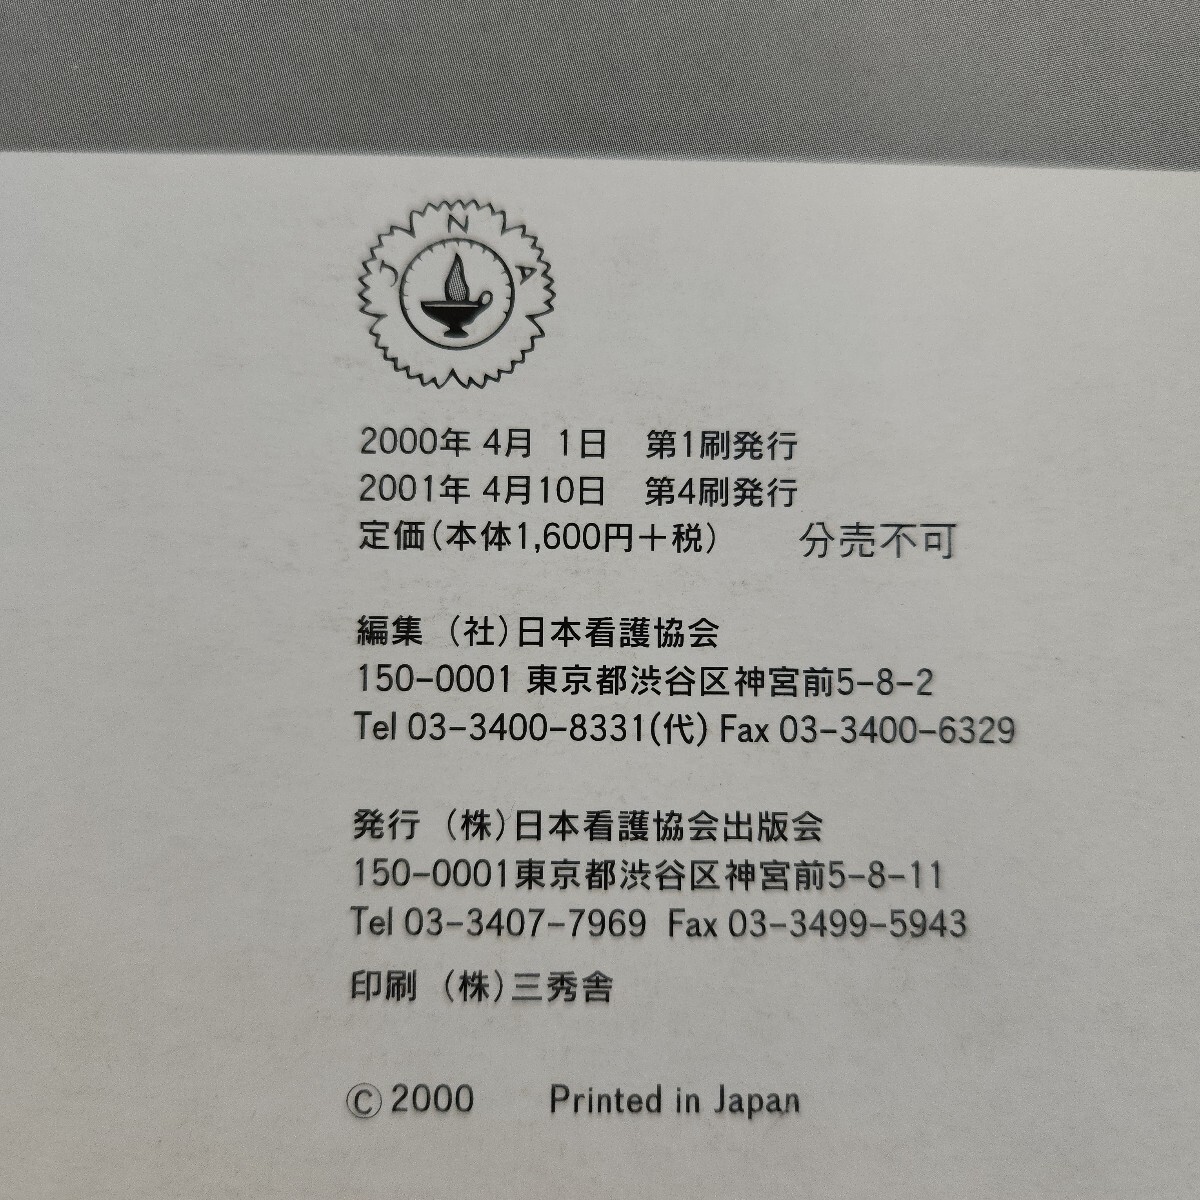 J N A
2000年 4月 1日 第1刷発行
2001年 4月10日 第4刷発行
定価(本体1,600円+税) 分売不可
編集 (社)日本看護協会
150-0001 東京都渋谷区神宮前5-8-2
Tel 03-3400-8331(代) Fax 03-3400-6329
発行 (株)日本看護協会出版会
150-0001東京都渋谷区神宮前5-8-11
Tel 03-3407-7969 Fax 03-3499-5943
印刷 (株)三秀舎
©2000 Printed in Japan